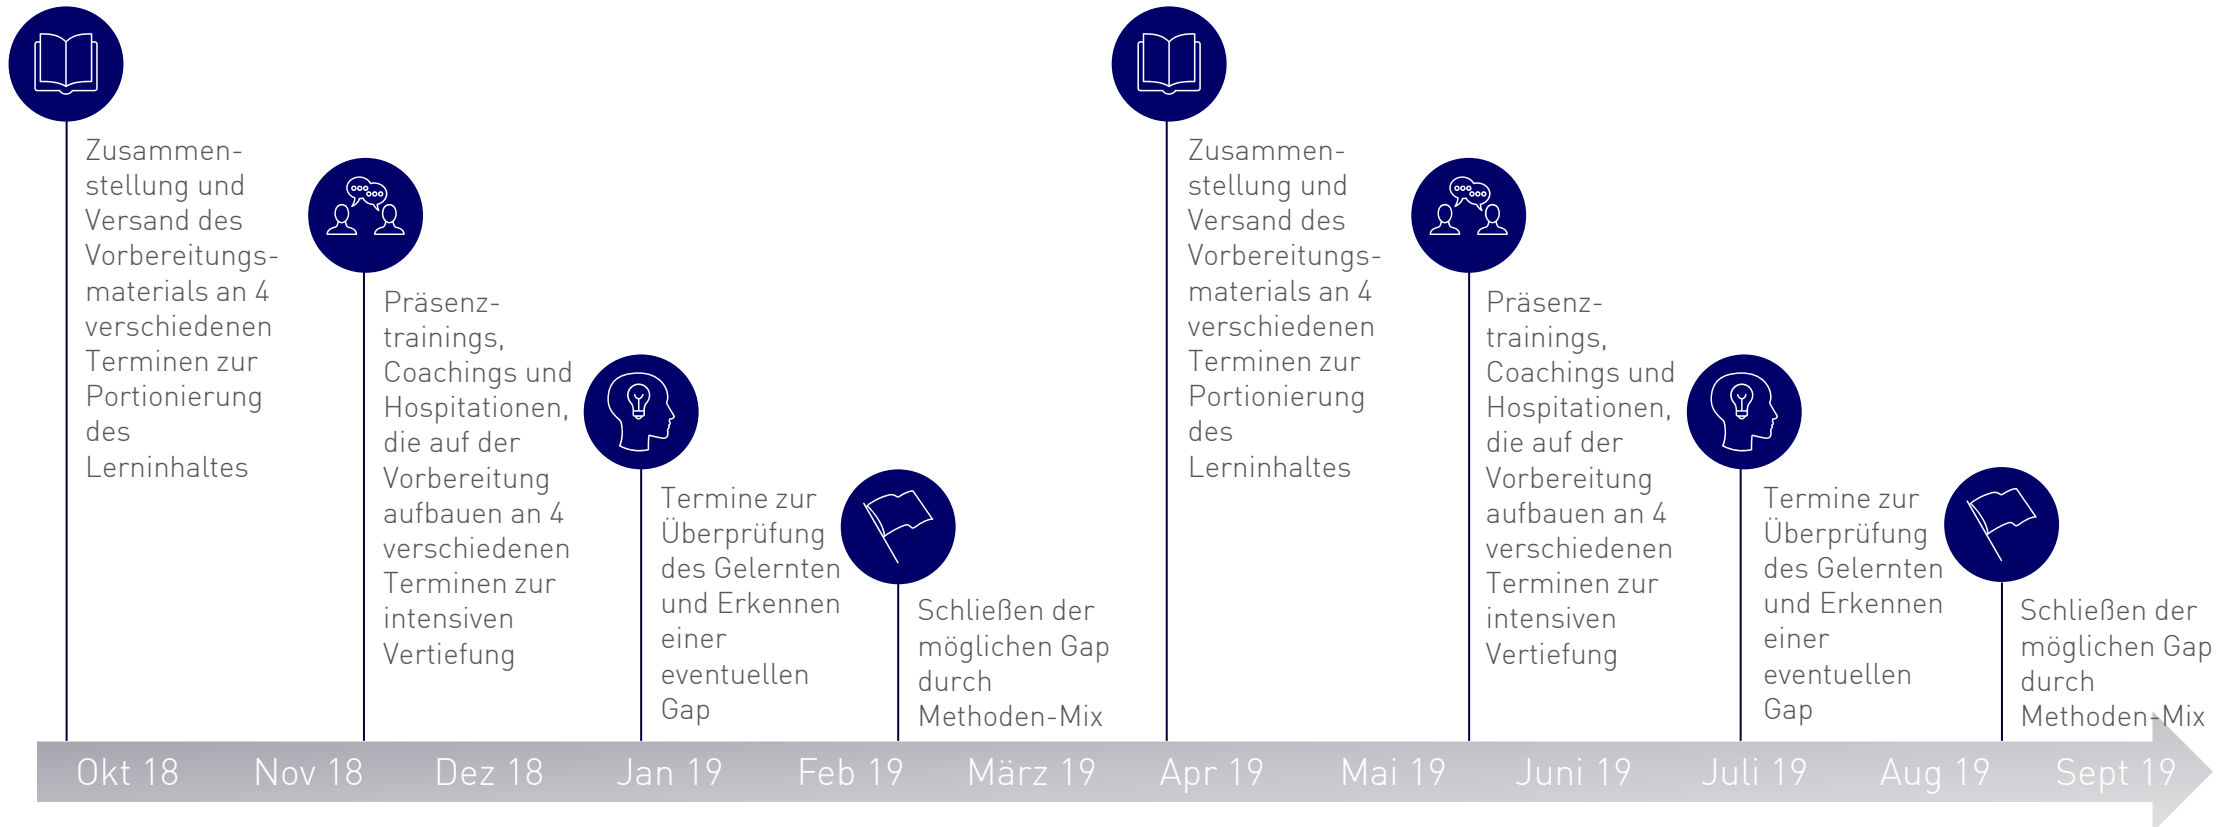 Zusammen-
stellung und
Versand des
Vorbereitungs-
materials an 4
verschiedenen
Terminen zur
Portionierung
des
Lerninhaltes
Präsenz-
trainings,
Coachings und
Hospitationen,
die auf der
Vorbereitung
aufbauen an 4
verschiedenen
Terminen zur
intensiven
Vertiefung
Termine zur
Überprüfung
des Gelernten
und Erkennen
einer
eventuellen
Gap
Schließen der
möglichen Gap
durch
Methoden-Mix
Zusammen-
stellung und
Versand des
Vorbereitungs-
materials an 4
verschiedenen
Terminen zur
Portionierung
des
Lerninhaltes
Präsenz-
trainings,
Coachings und
Hospitationen,
die auf der
Vorbereitung
aufbauen an 4
verschiedenen
Terminen zur
intensiven
Vertiefung
Termine zur
Überprüfung
des Gelernten
und Erkennen
einer
eventuellen
Gap
Schließen der
möglichen Gap
durch
Methoden-Mix
Okt 18 Nov 18 Dez 18 Jan 19 Feb 19 März 19 Apr 19 Mai 19 Juni 19 Juli 19 Aug 19 Sept 19